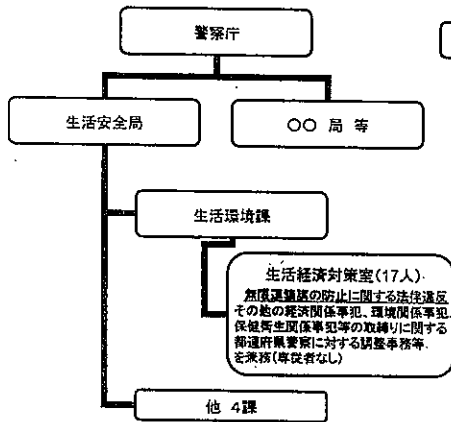 警察庁
生活安全局
○○ 局 等
生活環境課
生活経済対策室(17人)
無限連鎖講の防止に関する法律違反
その他の経済関係事犯、環境関係事犯、
保健衛生関係事犯等の取締りに関する
都道府県警察に対する調整事務等
を兼務(専従者なし)
他 4課